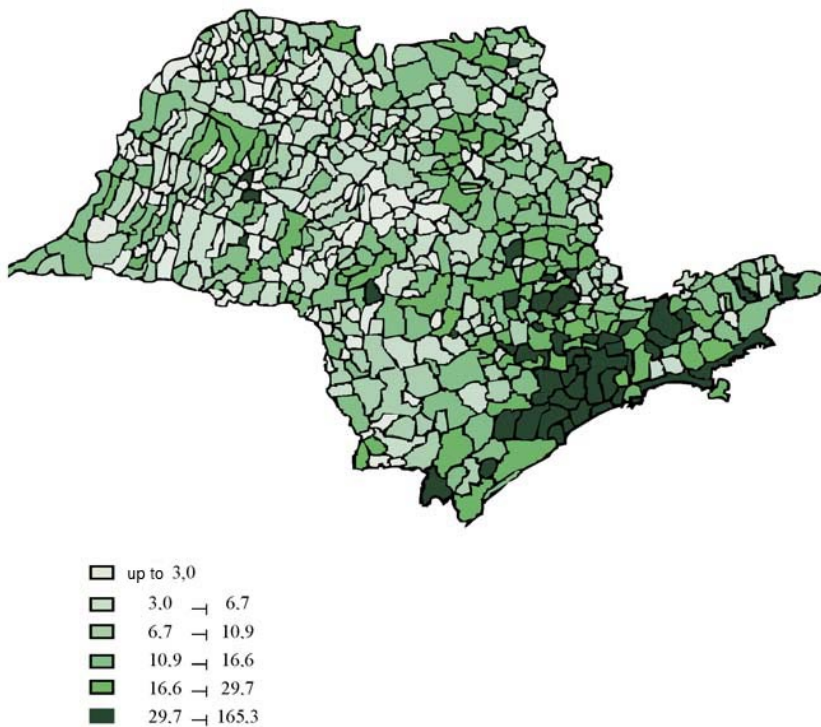 up to 3,0
3.0 ⊣ 6.7
6.7 ⊣ 10.9
10.9 ⊣ 16.6
16.6 ⊣ 29.7
29.7 ⊣ 165.3